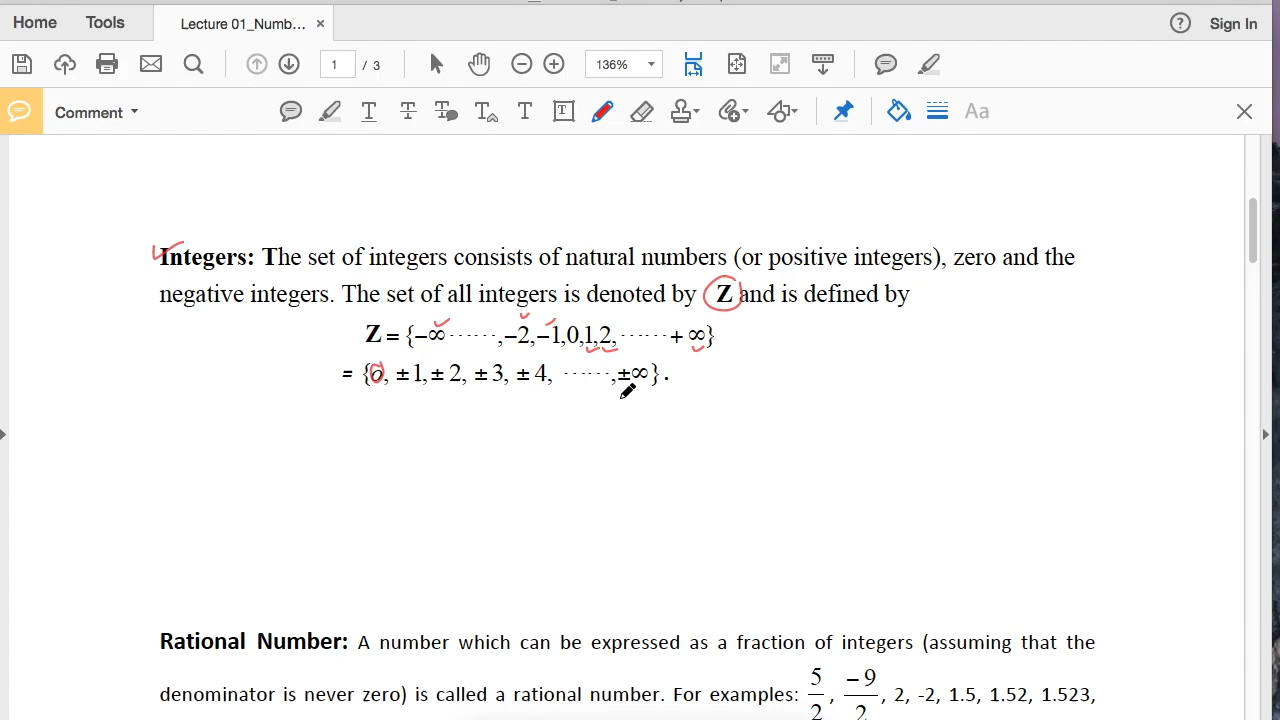 Home Tools Lecture 01_Numb... × ? Sign In
1 / 3 136%
Comment T T T T T Aa
Integers: The set of integers consists of natural numbers (or positive integers), zero and the
negative integers. The set of all integers is denoted by Z and is defined by
Z = {−∞ ······ ,−2,−1,0,1,2, ······ + ∞}
= {o, ±1, ± 2, ± 3, ± 4, ······ ,±∞} .
Rational Number: A number which can be expressed as a fraction of integers (assuming that the
denominator is never zero) is called a rational number. For examples: 5/2, −9/2, 2, -2, 1.5, 1.52, 1.523,